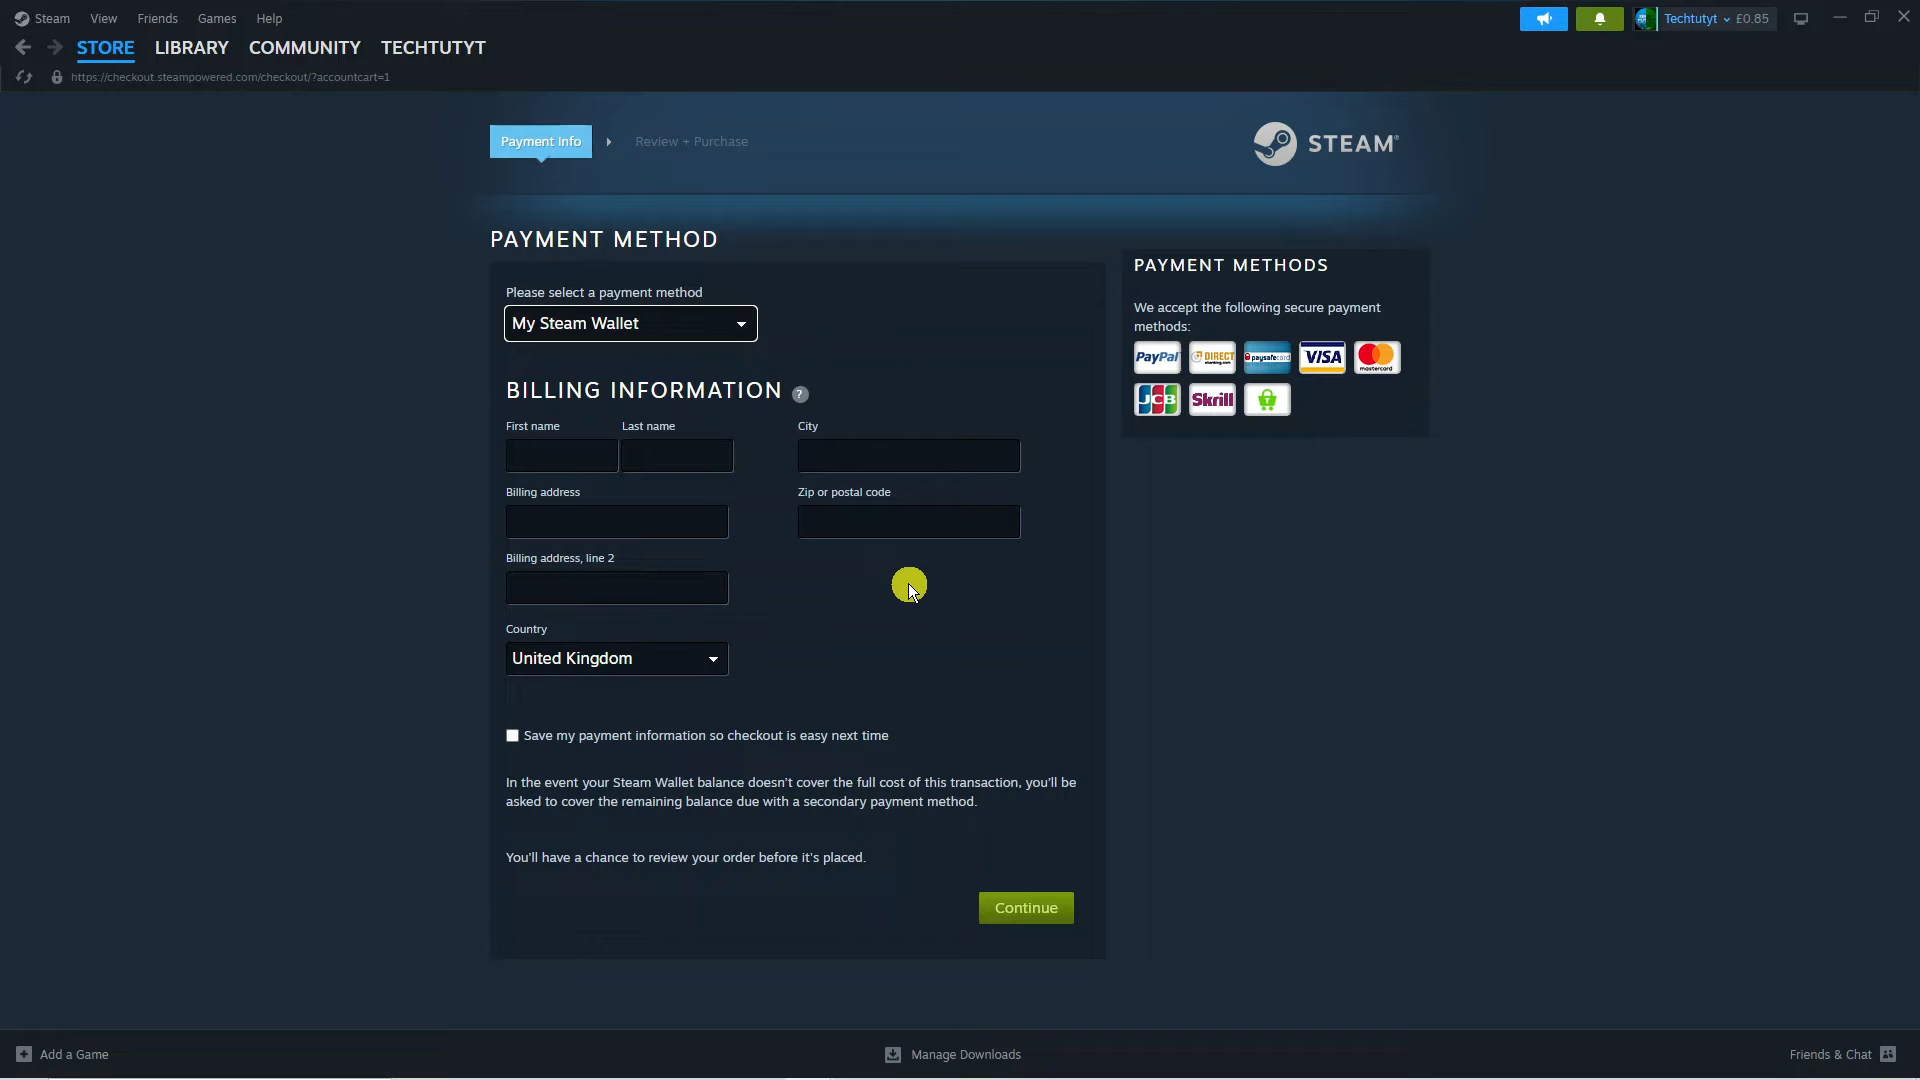 Steam View Friends Games Help
Techtutyt £0.85
STORE LIBRARY COMMUNITY TECHTUTYT
https://checkout.steampowered.com/checkout/?accountcart=1
Payment Info Review + Purchase
STEAM®
PAYMENT METHOD
Please select a payment method
My Steam Wallet
BILLING INFORMATION ?
First name Last name City
Billing address Zip or postal code
Billing address, line 2
Country
United Kingdom
Save my payment information so checkout is easy next time
In the event your Steam Wallet balance doesn't cover the full cost of this transaction, you'll be
asked to cover the remaining balance due with a secondary payment method.
You'll have a chance to review your order before it's placed.
Continue
PAYMENT METHODS
We accept the following secure payment
methods:
PayPal DIRECT paysafecard VISA mastercard
JCB Skrill
Add a Game Manage Downloads Friends & Chat